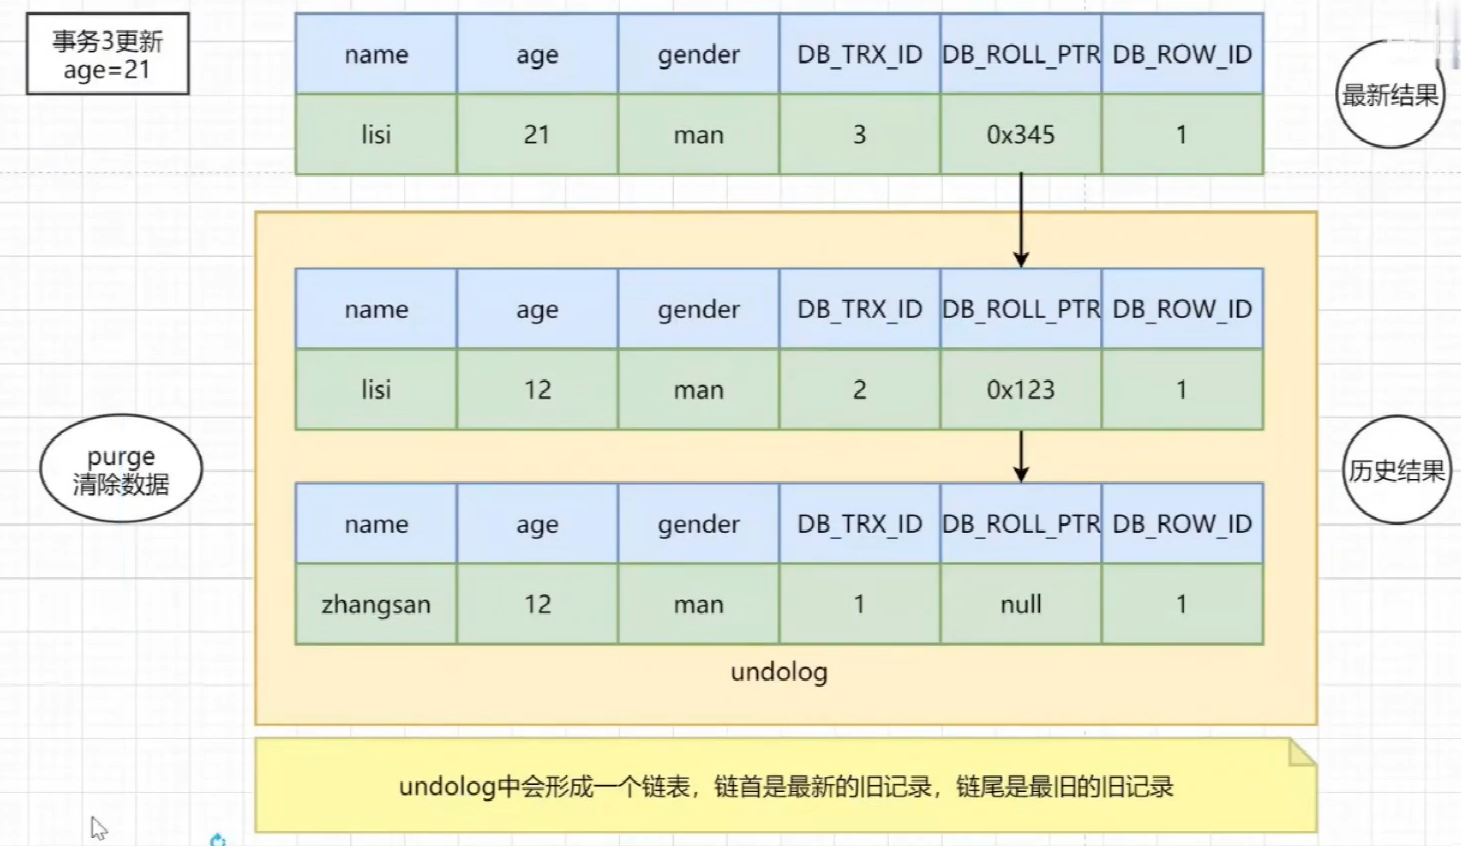 事务3更新
age=21
name age gender DB_TRX_ID DB_ROLL_PTR DB_ROW_ID
lisi 21 man 3 0x345 1
最新结果
name age gender DB_TRX_ID DB_ROLL_PTR DB_ROW_ID
lisi 12 man 2 0x123 1
purge
清除数据
历史结果
name age gender DB_TRX_ID DB_ROLL_PTR DB_ROW_ID
zhangsan 12 man 1 null 1
undolog
undolog中会形成一个链表，链首是最新的旧记录，链尾是最旧的旧记录